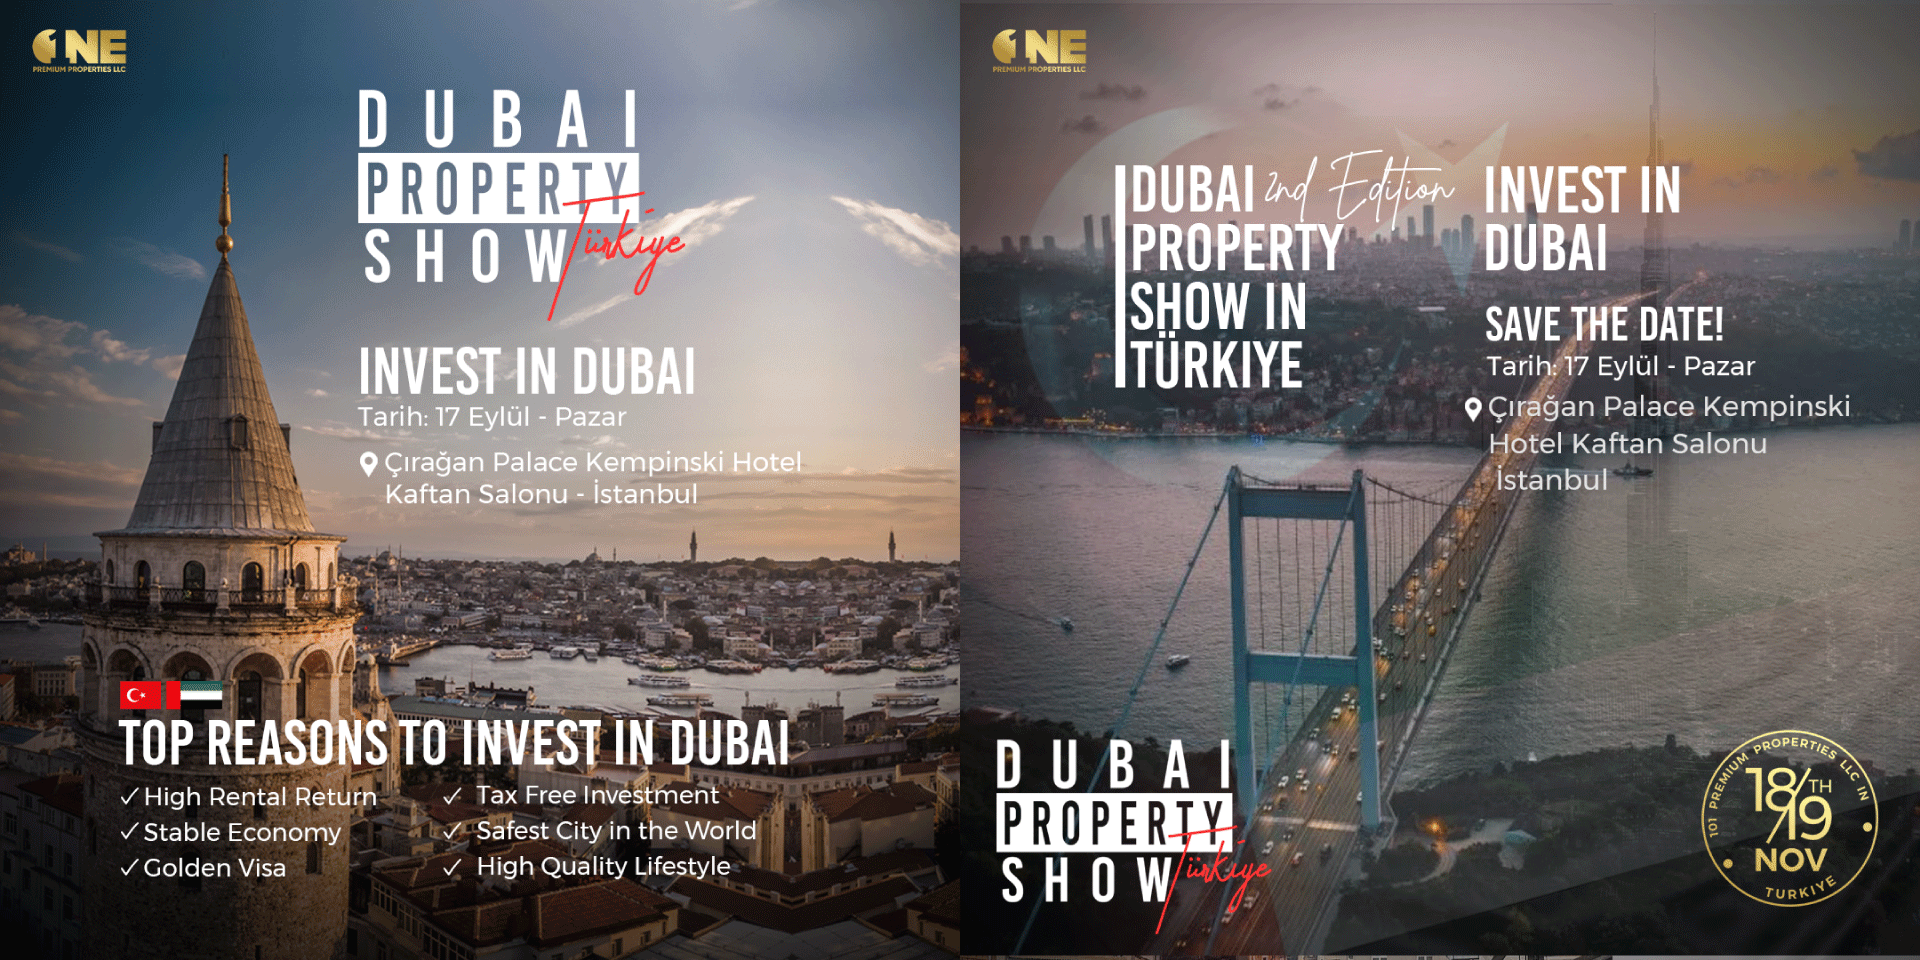 1NE
PREMIUM PROPERTIES LLC
DUBAI
PROPERTY
SHOW Türkiye
INVEST IN DUBAI
Tarih: 17 Eylül - Pazar
Çırağan Palace Kempinski Hotel
Kaftan Salonu - İstanbul
TOP REASONS TO INVEST IN DUBAI
✓ High Rental Return
✓ Stable Economy
✓ Golden Visa
✓ Tax Free Investment
✓ Safest City in the World
✓ High Quality Lifestyle
1NE
PREMIUM PROPERTIES LLC
DUBAI 2nd Edition
PROPERTY
SHOW IN
TÜRKIYE
INVEST IN
DUBAI
SAVE THE DATE!
Tarih: 17 Eylül - Pazar
Çırağan Palace Kempinski
Hotel Kaftan Salonu
İstanbul
DUBAI
PROPERTY
SHOW Türkiye
101 PREMIUM PROPERTIES LLC IN
18/TH
19
NOV
TURKIYE